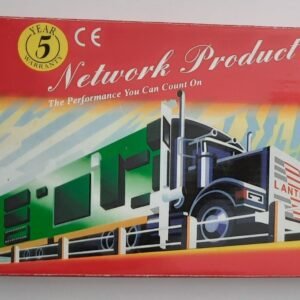 5
YEAR
WARRANTY
CE
Network Product
The Performance You Can Count On
LANT